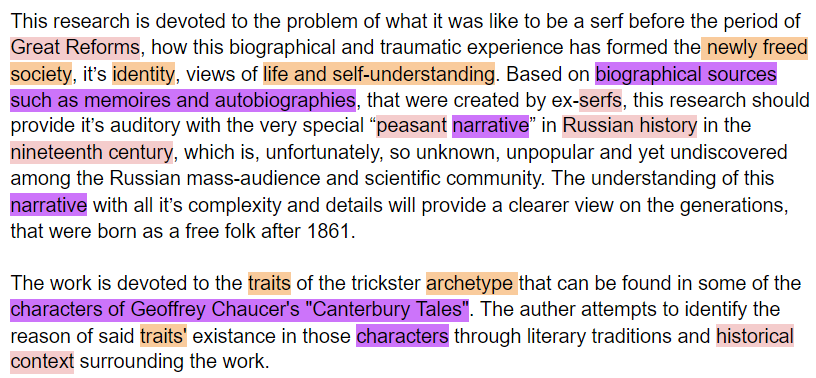 This research is devoted to the problem of what it was like to be a serf before the period of
Great Reforms, how this biographical and traumatic experience has formed the newly freed
society, it's identity, views of life and self-understanding. Based on biographical sources
such as memoires and autobiographies, that were created by ex-serfs, this research should
provide it's auditory with the very special “peasant narrative” in Russian history in the
nineteenth century, which is, unfortunately, so unknown, unpopular and yet undiscovered
among the Russian mass-audience and scientific community. The understanding of this
narrative with all it's complexity and details will provide a clearer view on the generations,
that were born as a free folk after 1861.
The work is devoted to the traits of the trickster archetype that can be found in some of the
characters of Geoffrey Chaucer's "Canterbury Tales". The auther attempts to identify the
reason of said traits' existance in those characters through literary traditions and historical
context surrounding the work.